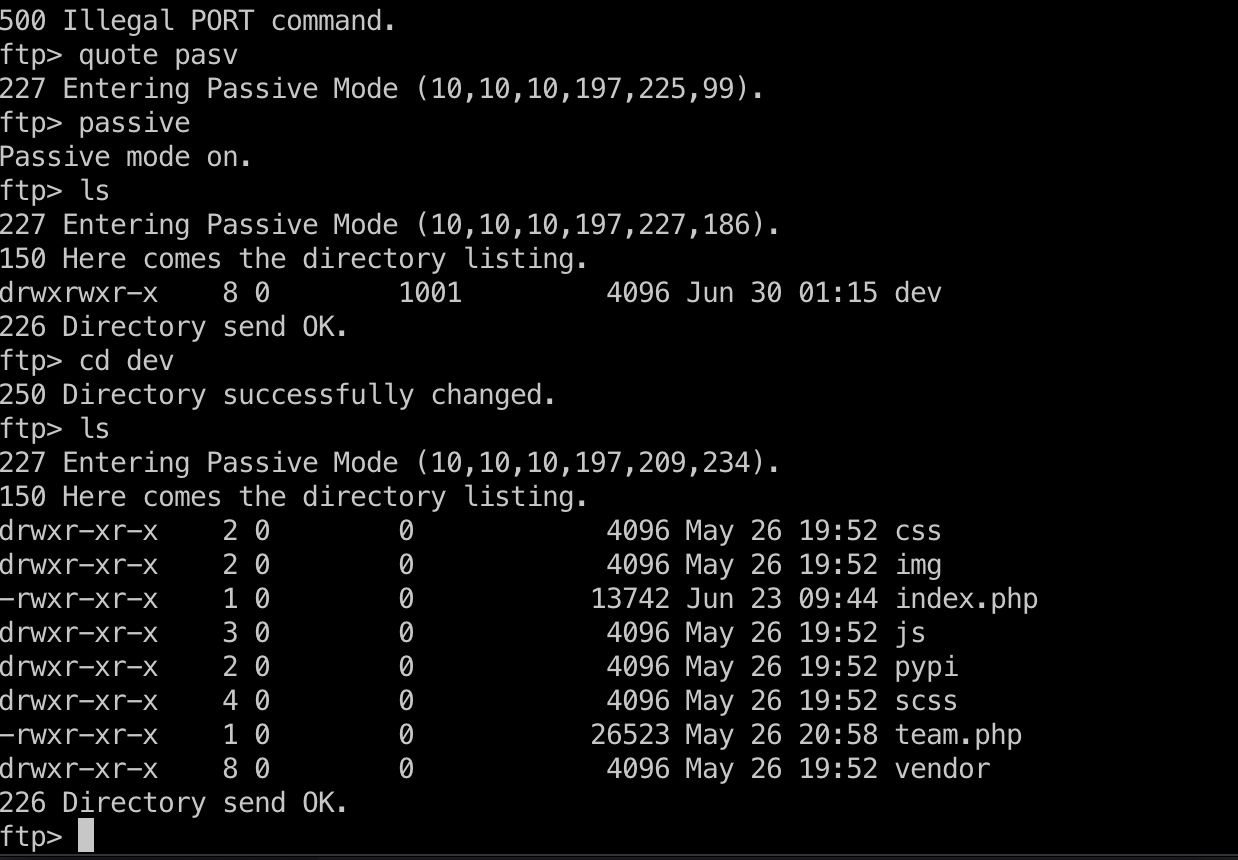 500 Illegal PORT command.
ftp> quote pasv
227 Entering Passive Mode (10,10,10,197,225,99).
ftp> passive
Passive mode on.
ftp> ls
227 Entering Passive Mode (10,10,10,197,227,186).
150 Here comes the directory listing.
drwxrwxr-x    8 0        1001         4096 Jun 30 01:15 dev
226 Directory send OK.
ftp> cd dev
250 Directory successfully changed.
ftp> ls
227 Entering Passive Mode (10,10,10,197,209,234).
150 Here comes the directory listing.
drwxr-xr-x    2 0        0            4096 May 26 19:52 css
drwxr-xr-x    2 0        0            4096 May 26 19:52 img
-rwxr-xr-x    1 0        0           13742 Jun 23 09:44 index.php
drwxr-xr-x    3 0        0            4096 May 26 19:52 js
drwxr-xr-x    2 0        0            4096 May 26 19:52 pypi
drwxr-xr-x    4 0        0            4096 May 26 19:52 scss
-rwxr-xr-x    1 0        0           26523 May 26 20:58 team.php
drwxr-xr-x    8 0        0            4096 May 26 19:52 vendor
226 Directory send OK.
ftp>